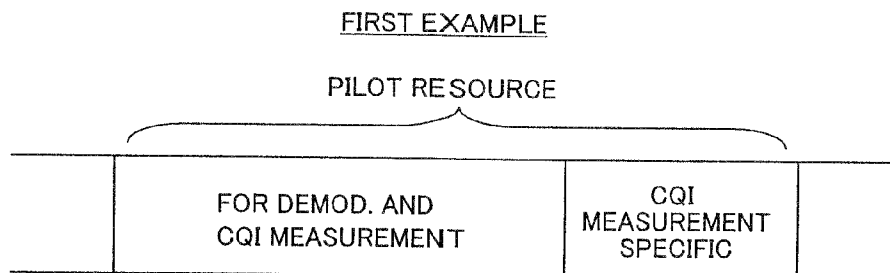 FIRST EXAMPLE
PILOT RESOURCE
FOR DEMOD. AND
CQI MEASUREMENT
CQI
MEASUREMENT
SPECIFIC